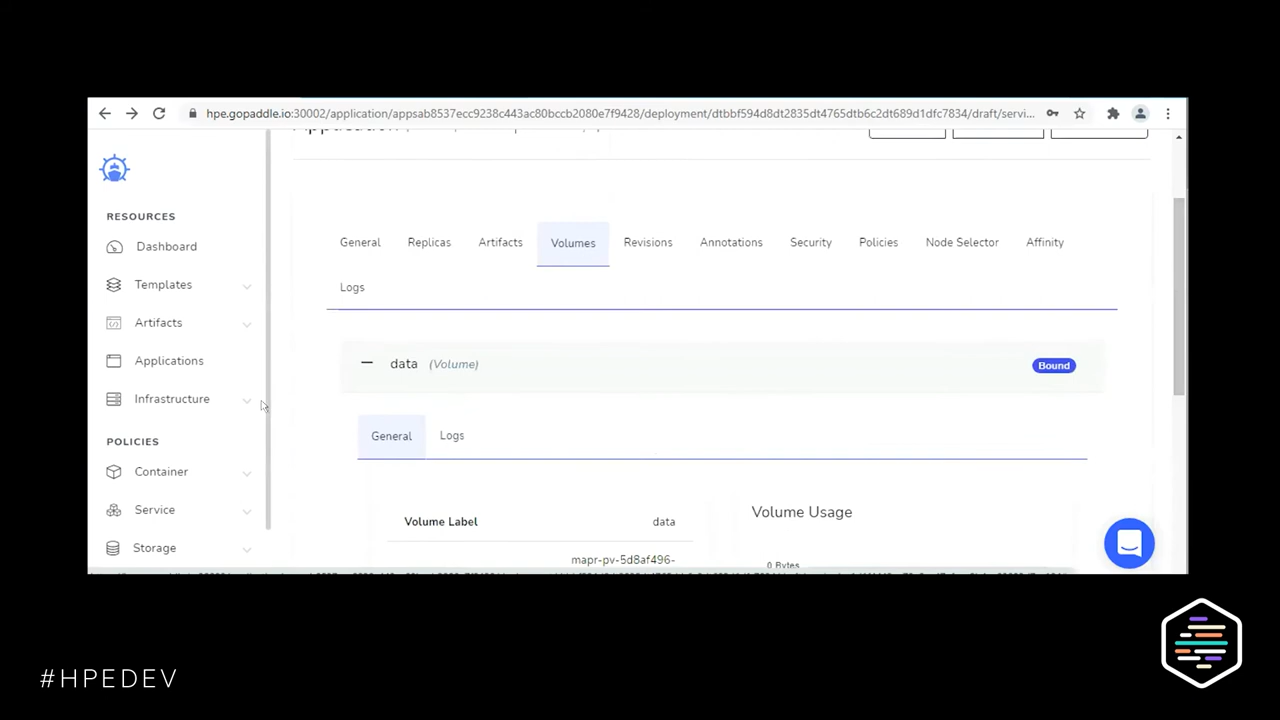 hpe.gopaddle.io:30002/application/appsab8537ecc9238c443ac80bccb2080e7f9428/deployment/dtbbf594d8dt2835dt4765dtb6c2dt689d1dfc7834/draft/servi...
RESOURCES
Dashboard
Templates
Artifacts
Applications
Infrastructure
POLICIES
Container
Service
Storage
General Replicas Artifacts Volumes Revisions Annotations Security Policies Node Selector Affinity
Logs
data (Volume) Bound
General Logs
Volume Label data
mapr-pv-5d8af496-
Volume Usage
0 Bytes
#HPEDEV